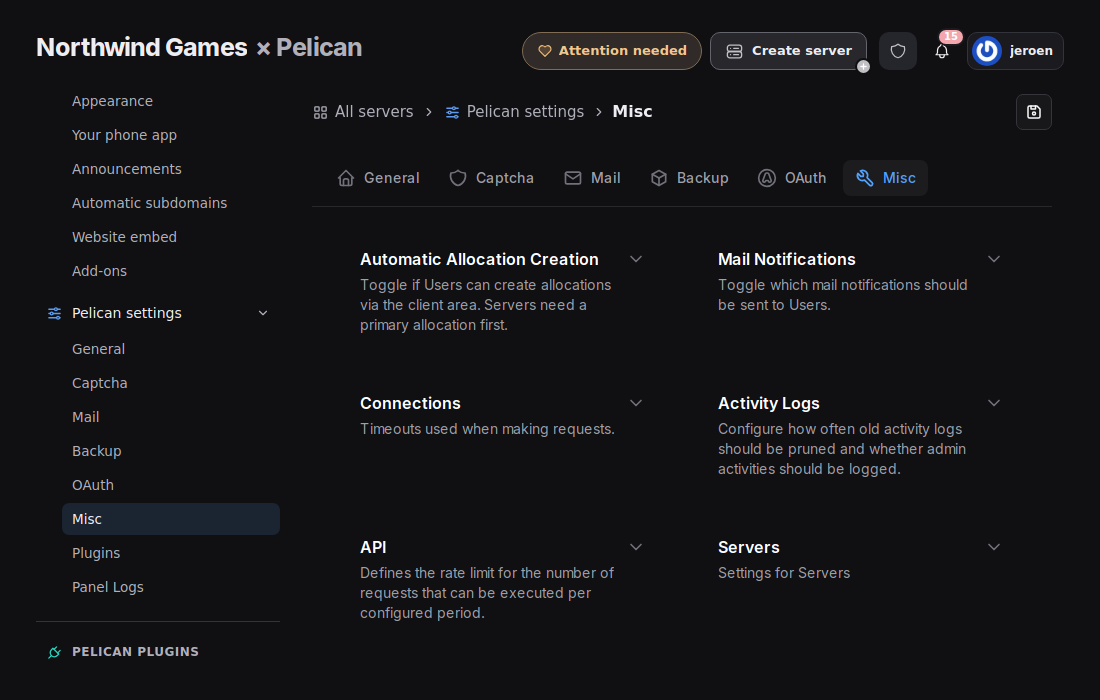 Northwind Games × Pelican
Attention needed
Create server
15
jeroen
Appearance
Your phone app
Announcements
Automatic subdomains
Website embed
Add-ons
Pelican settings
General
Captcha
Mail
Backup
OAuth
Misc
Plugins
Panel Logs
PELICAN PLUGINS
All servers > Pelican settings > Misc
General
Captcha
Mail
Backup
OAuth
Misc
Automatic Allocation Creation
Toggle if Users can create allocations
via the client area. Servers need a
primary allocation first.
Mail Notifications
Toggle which mail notifications should
be sent to Users.
Connections
Timeouts used when making requests.
Activity Logs
Configure how often old activity logs
should be pruned and whether admin
activities should be logged.
API
Defines the rate limit for the number of
requests that can be executed per
configured period.
Servers
Settings for Servers